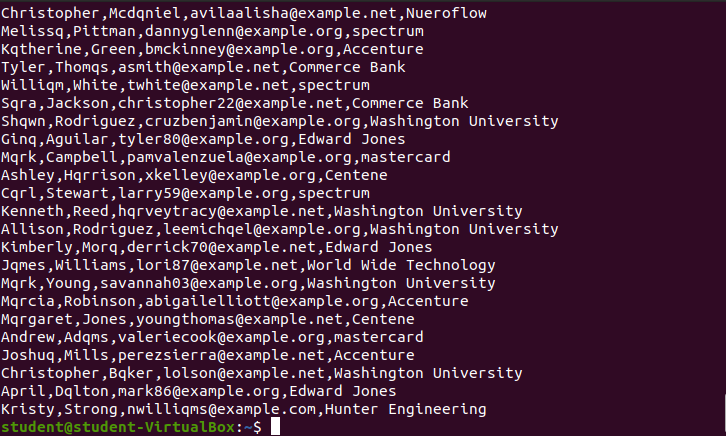 Christopher,Mcdqniel,avilaalisha@example.net,Nueroflow
Melissq,Pittman,dannyglenn@example.org,spectrum
Kqtherine,Green,bmckinney@example.org,Accenture
Tyler,Thomqs,asmith@example.net,Commerce Bank
Williqm,White,twhite@example.net,spectrum
Sqra,Jackson,christopher22@example.net,Commerce Bank
Shqwn,Rodriguez,cruzbenjamin@example.org,Washington University
Ginq,Aguilar,tyler80@example.org,Edward Jones
Mqrk,Campbell,pamvalenzuela@example.org,mastercard
Ashley,Hqrrison,xkelley@example.org,Centene
Cqrl,Stewart,larry59@example.org,spectrum
Kenneth,Reed,hqrveytracy@example.net,Washington University
Allison,Rodriguez,leemichqel@example.org,Washington University
Kimberly,Morq,derrick70@example.net,Edward Jones
Jqmes,Williams,lori87@example.net,World Wide Technology
Mqrk,Young,savannah03@example.org,Washington University
Mqrcia,Robinson,abigailelliott@example.org,Accenture
Mqrgaret,Jones,youngthomas@example.net,Centene
Andrew,Adqms,valeriecook@example.org,mastercard
Joshuq,Mills,perezsierra@example.net,Accenture
Christopher,Bqker,lolson@example.net,Washington University
April,Dqlton,mark86@example.org,Edward Jones
Kristy,Strong,nwilliqms@example.com,Hunter Engineering
student@student-VirtualBox:~$